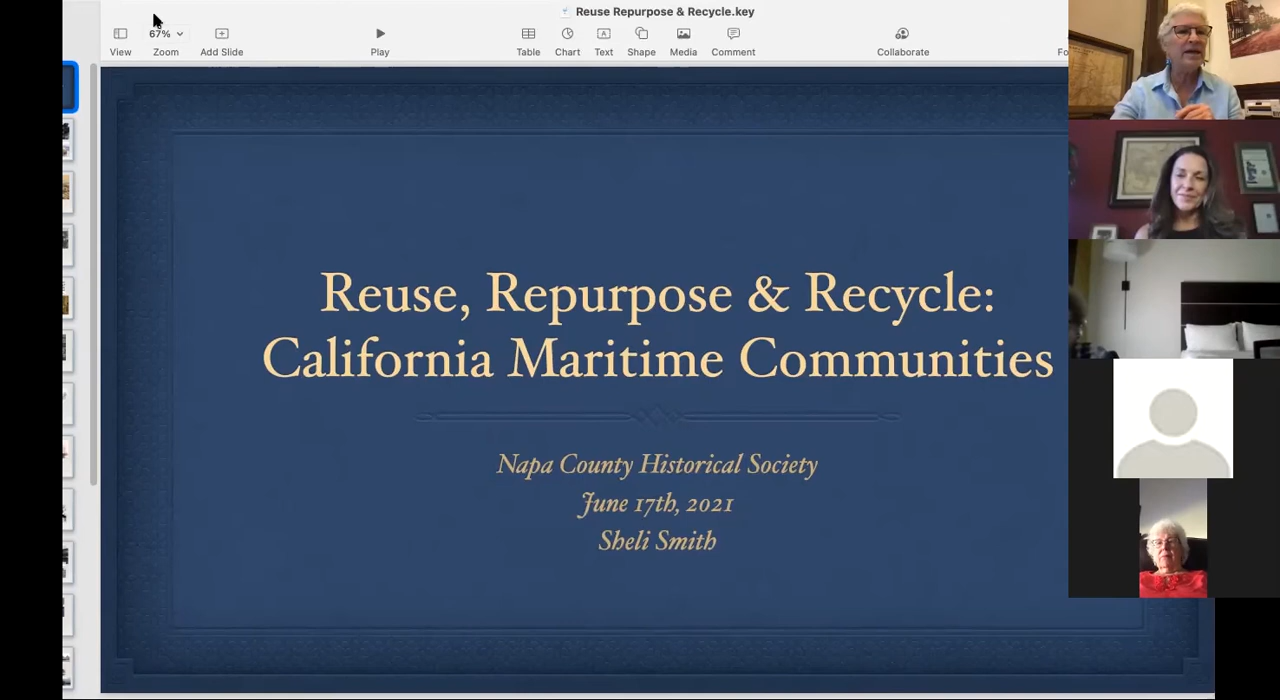 Reuse Repurpose & Recycle.key
67%
View
Zoom
Add Slide
Play
Table
Chart
Text
Shape
Media
Comment
Collaborate
Fo
Reuse, Repurpose & Recycle:
California Maritime Communities
Napa County Historical Society
June 17th, 2021
Sheli Smith